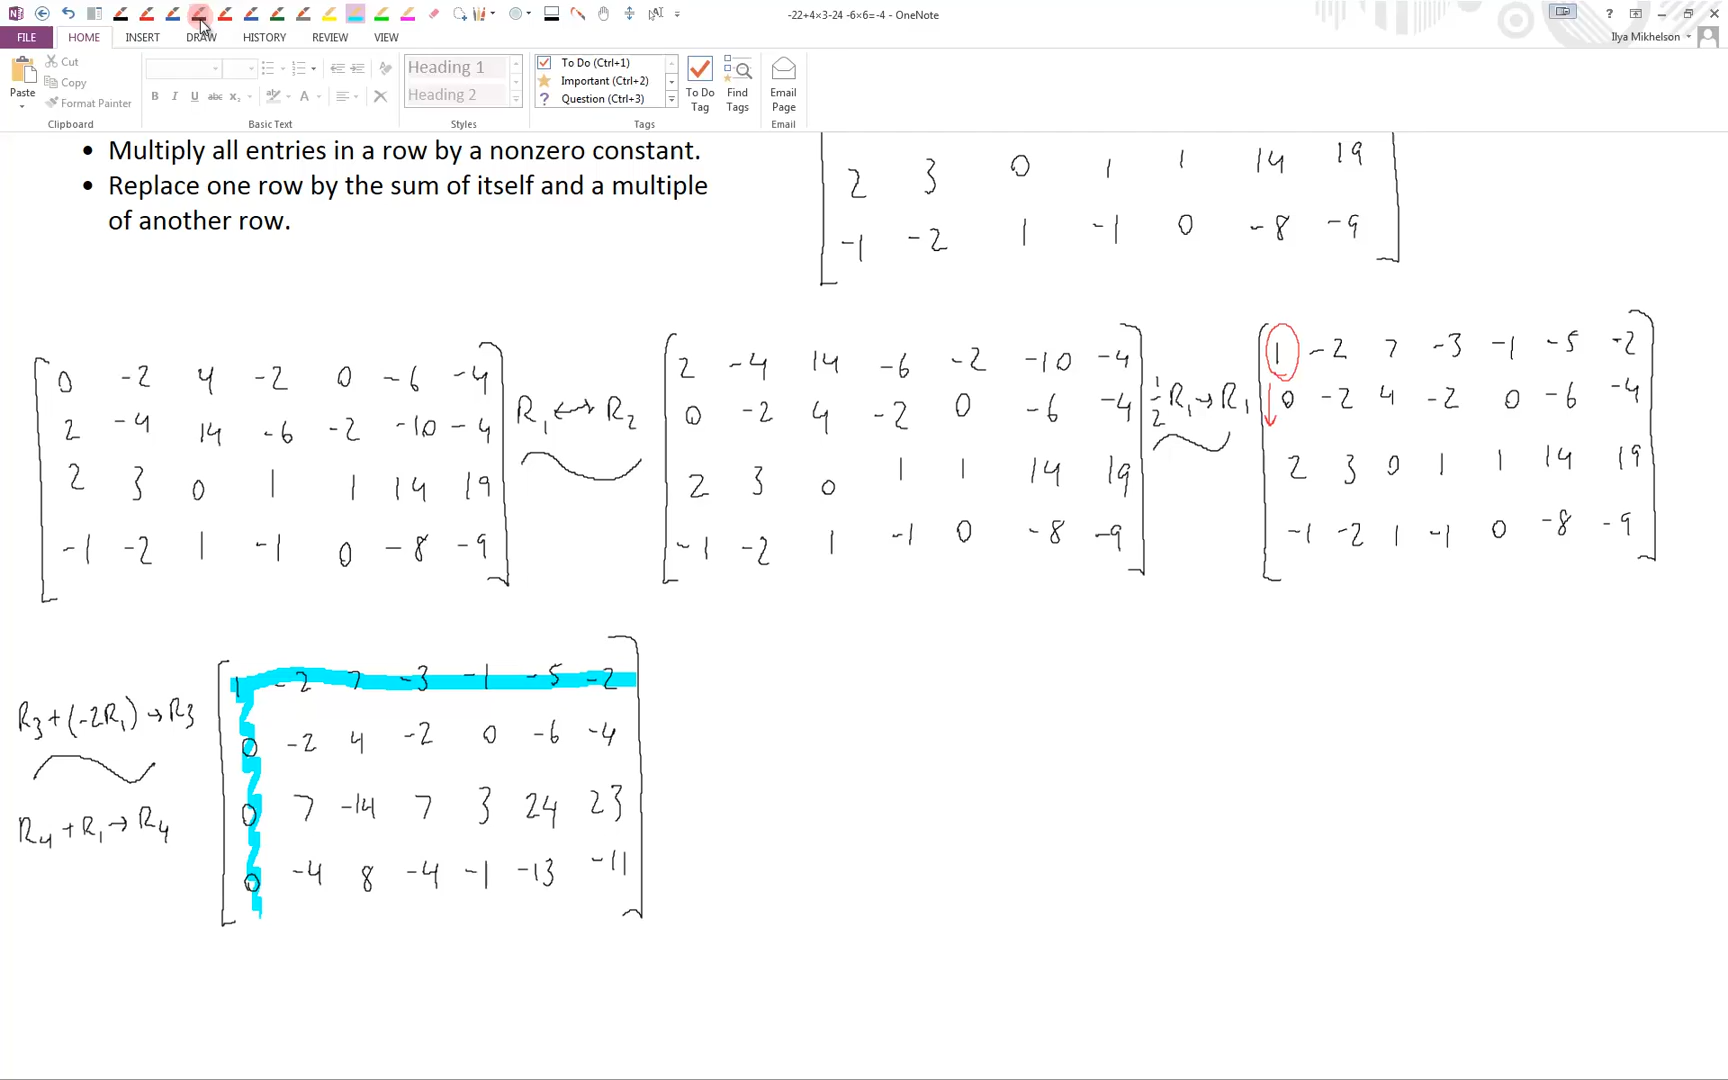 -22+4×3-24 -6×6=-4 - OneNote
FILE HOME INSERT DRAW HISTORY REVIEW VIEW
Ilya Mikhelson
Paste
Cut
Copy
Format Painter
Clipboard
B I U abc x₂ A
Basic Text
Heading 1
Heading 2
Styles
To Do (Ctrl+1)
Important (Ctrl+2)
? Question (Ctrl+3)
To Do Tag
Find Tags
Tags
Email Page
Email
• Multiply all entries in a row by a nonzero constant.
• Replace one row by the sum of itself and a multiple
of another row.
2 3 0 1 1 14 19
-1 -2 1 -1 0 -8 -9
0 -2 4 -2 0 -6 -4
2 -4 14 -6 -2 -10 -4
2 3 0 1 1 14 19
-1 -2 1 -1 0 -8 -9
R₁ ↔ R₂
2 -4 14 -6 -2 -10 -4
0 -2 4 -2 0 -6 -4
2 3 0 1 1 14 19
-1 -2 1 -1 0 -8 -9
1/2 R₁ → R₁
1 -2 7 -3 -1 -5 -2
0 -2 4 -2 0 -6 -4
2 3 0 1 1 14 19
-1 -2 1 -1 0 -8 -9
R₃ + (-2R₁) → R₃
R₄ + R₁ → R₄
1 -2 7 -3 -1 -5 -2
0 -2 4 -2 0 -6 -4
0 7 -14 7 3 24 23
0 -4 8 -4 -1 -13 -11